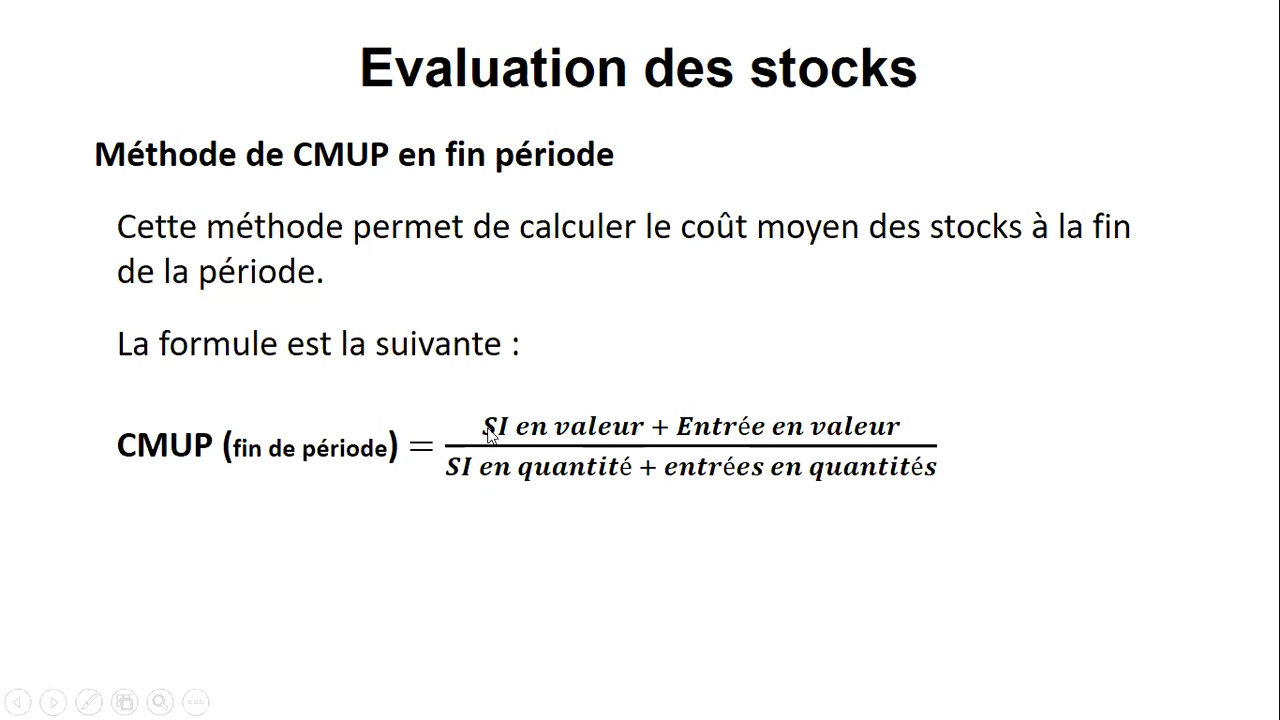 Evaluation des stocks
Méthode de CMUP en fin période
Cette méthode permet de calculer le coût moyen des stocks à la fin
de la période.
La formule est la suivante :
CMUP (fin de période) = SI en valeur + Entrée en valeur
SI en quantité + entrées en quantités